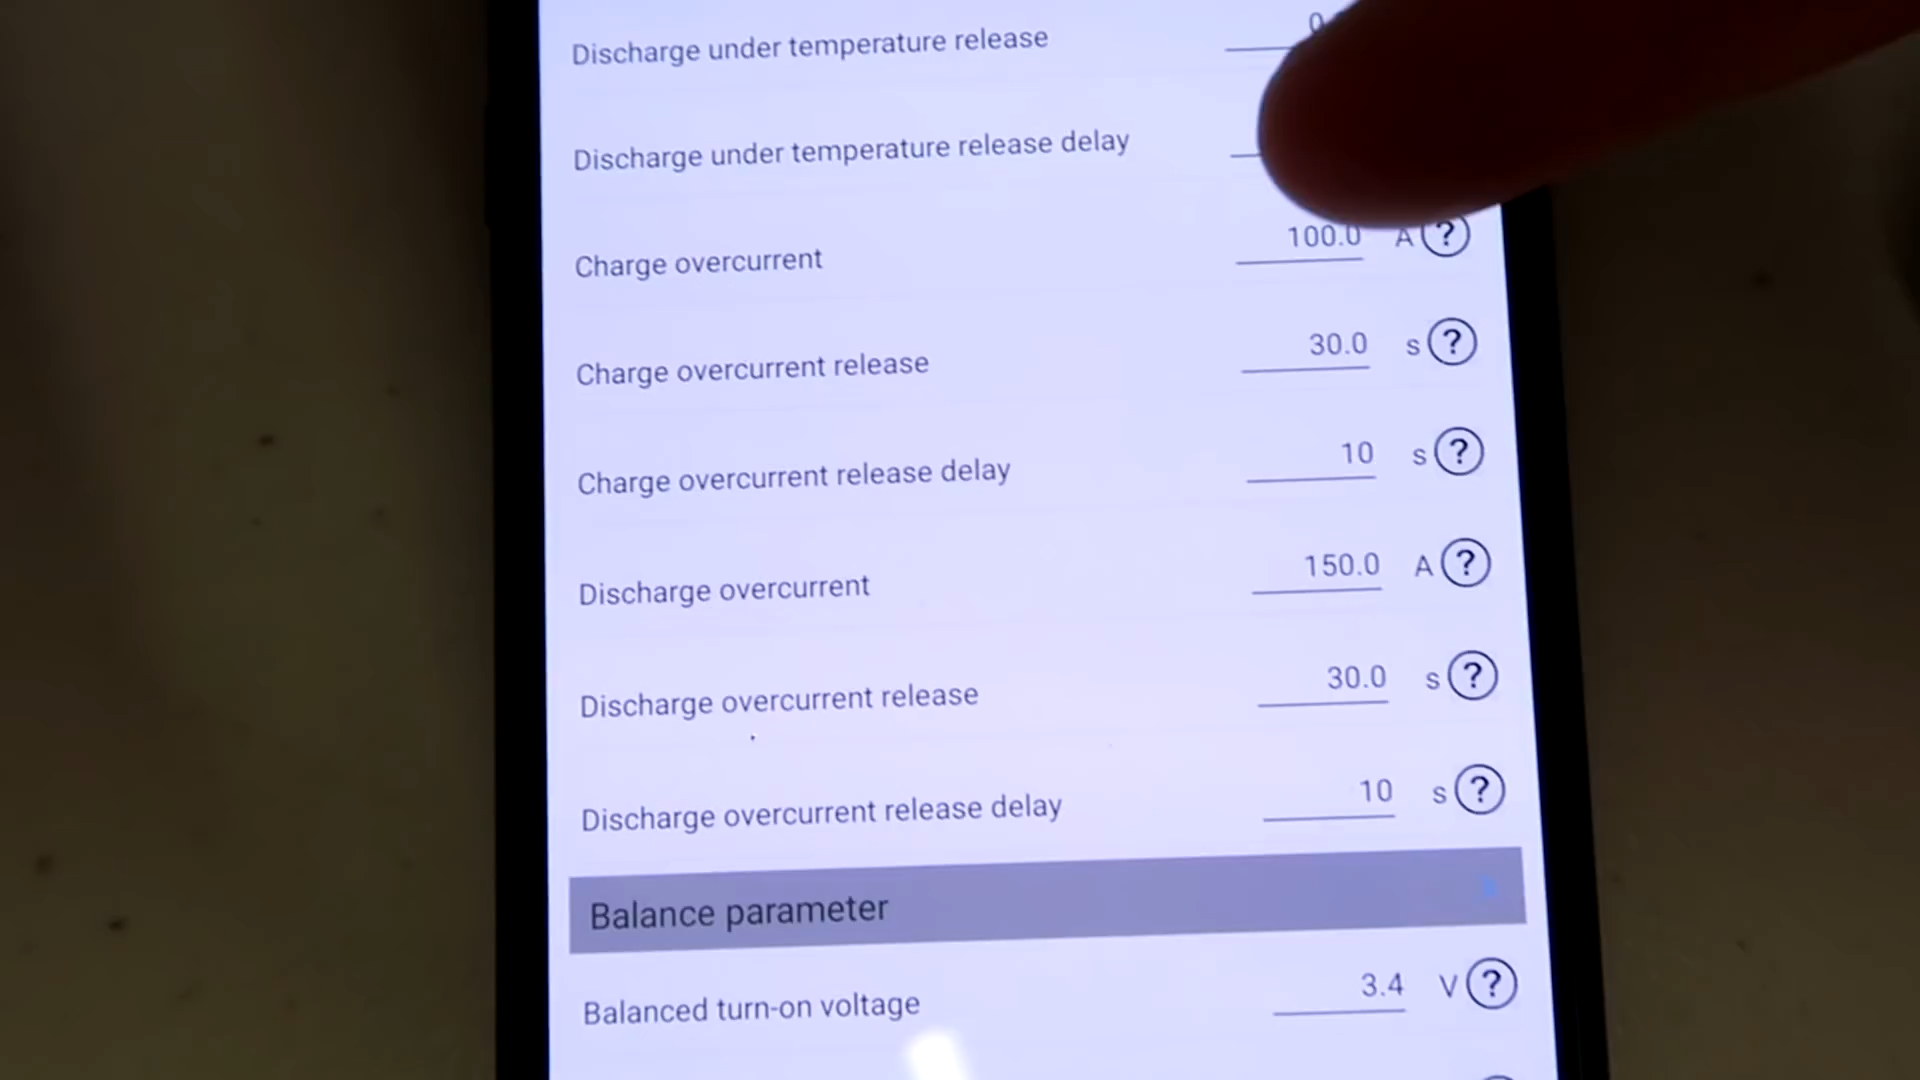 Discharge under temperature release
Discharge under temperature release delay
Charge overcurrent 100.0 A ?
Charge overcurrent release 30.0 s ?
Charge overcurrent release delay 10 s ?
Discharge overcurrent 150.0 A ?
Discharge overcurrent release 30.0 s ?
Discharge overcurrent release delay 10 s ?
Balance parameter
Balanced turn-on voltage 3.4 V ?